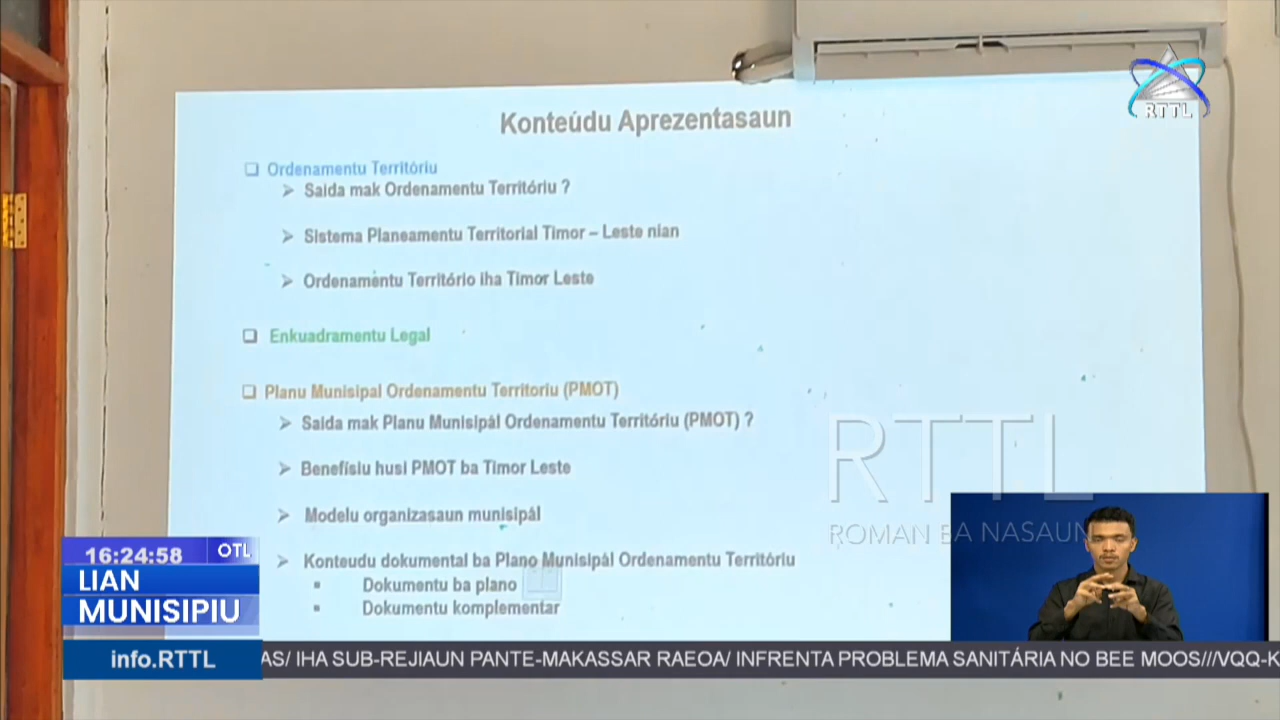 Konteúdu Aprezentasaun
RTTL
Ordenamentu Territóriu
Saida mak Ordenamentu Territóriu ?
Sistema Planeamentu Territorial Timor – Leste nian
Ordenamentu Território iha Timor Leste
Enkuadramentu Legal
Planu Munisipal Ordenamentu Territoriu (PMOT)
Saida mak Planu Munisipál Ordenamentu Territóriu (PMOT) ?
Benefísiu husi PMOT ba Timor Leste
Modelu organizasaun munisipál
Konteudu dokumental ba Plano Munisipál Ordenamentu Territóriu
Dokumentu ba plano
Dokumentu komplementar
RTTL
ROMAN BA NASAUN
16:24:58 OTL
LIAN
MUNISIPIU
info.RTTL
AS/ IHA SUB-REJIAUN PANTE-MAKASSAR RAEOA/ INFRENTA PROBLEMA SANITÁRIA NO BEE MOOS///VQQ-K